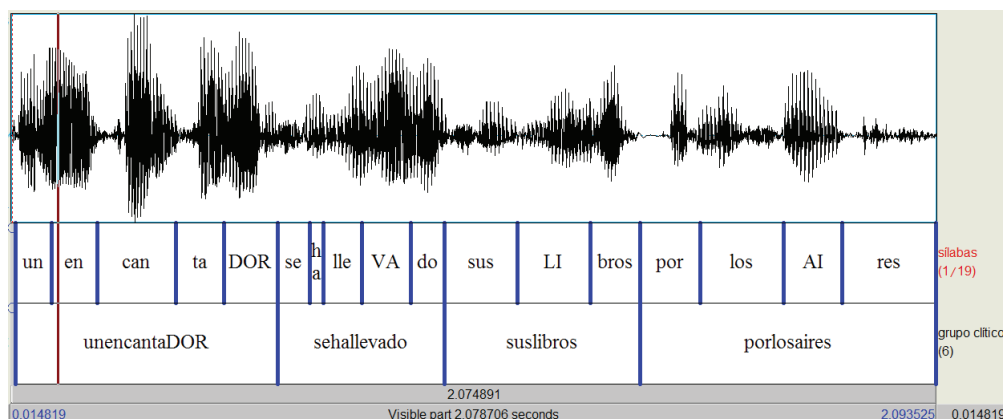 un en can ta DOR se ha lle VA do sus LI bros por los AI res sílabas
(1/19)
unencantaDOR sehallevado suslibros porlosaires grupo clítico
(6)
2.074891
0.014819 Visible part 2.078706 seconds 2.093525 0.014819